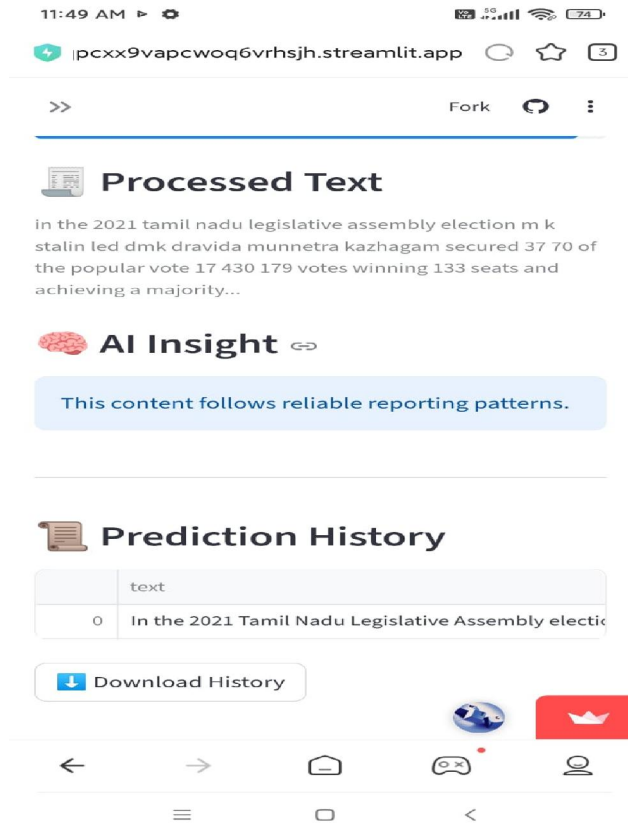 11:49 AM
5G
74
pcxx9vapcwoq6vrhsjh.streamlit.app
3
>>
Fork
Processed Text
in the 2021 tamil nadu legislative assembly election m k
stalin led dmk dravida munnetra kazhagam secured 37 70 of
the popular vote 17 430 179 votes winning 133 seats and
achieving a majority...
AI Insight
This content follows reliable reporting patterns.
Prediction History
text
0 In the 2021 Tamil Nadu Legislative Assembly electic
Download History